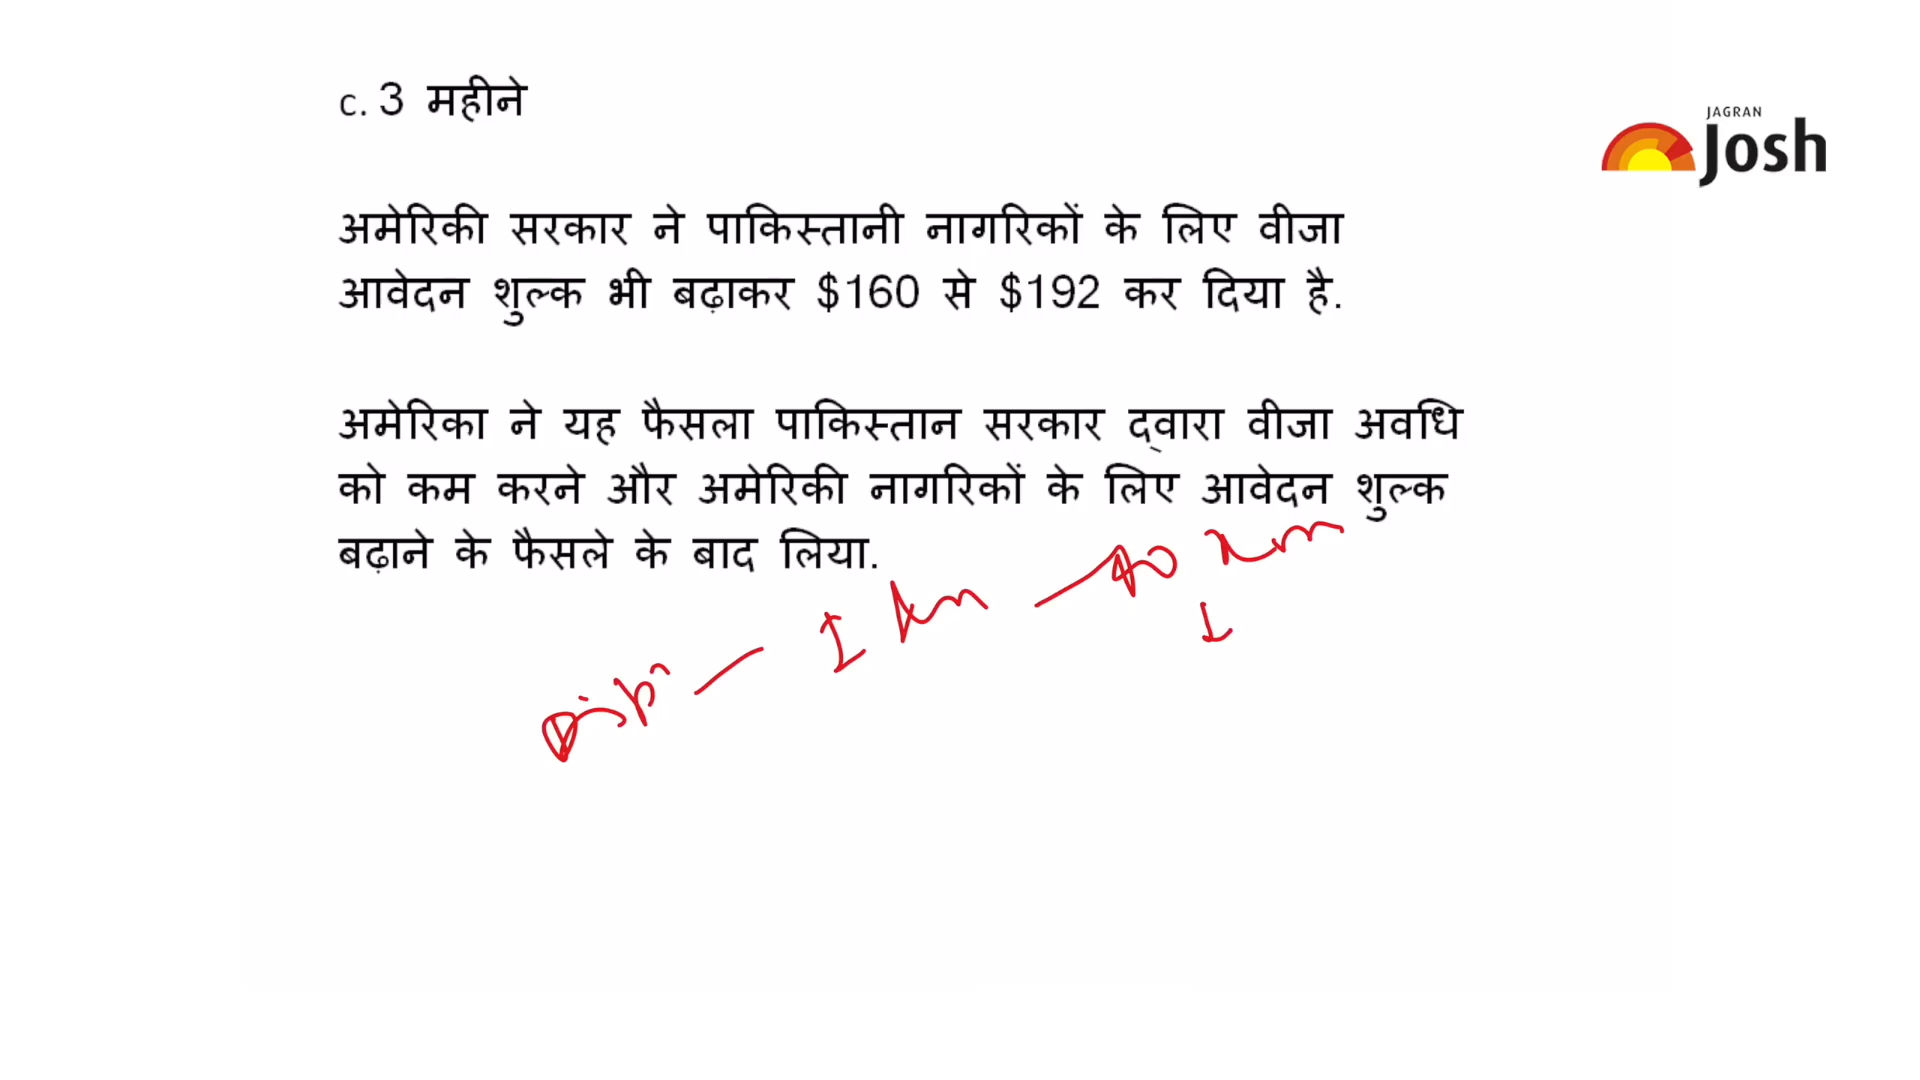 c. 3 महीने
JAGRAN
Josh
अमेरिकी सरकार ने पाकिस्तानी नागरिकों के लिए वीजा
आवेदन शुल्क भी बढ़ाकर $160 से $192 कर दिया है.
अमेरिका ने यह फैसला पाकिस्तान सरकार द्वारा वीजा अवधि
को कम करने और अमेरिकी नागरिकों के लिए आवेदन शुल्क
बढ़ाने के फैसले के बाद लिया.